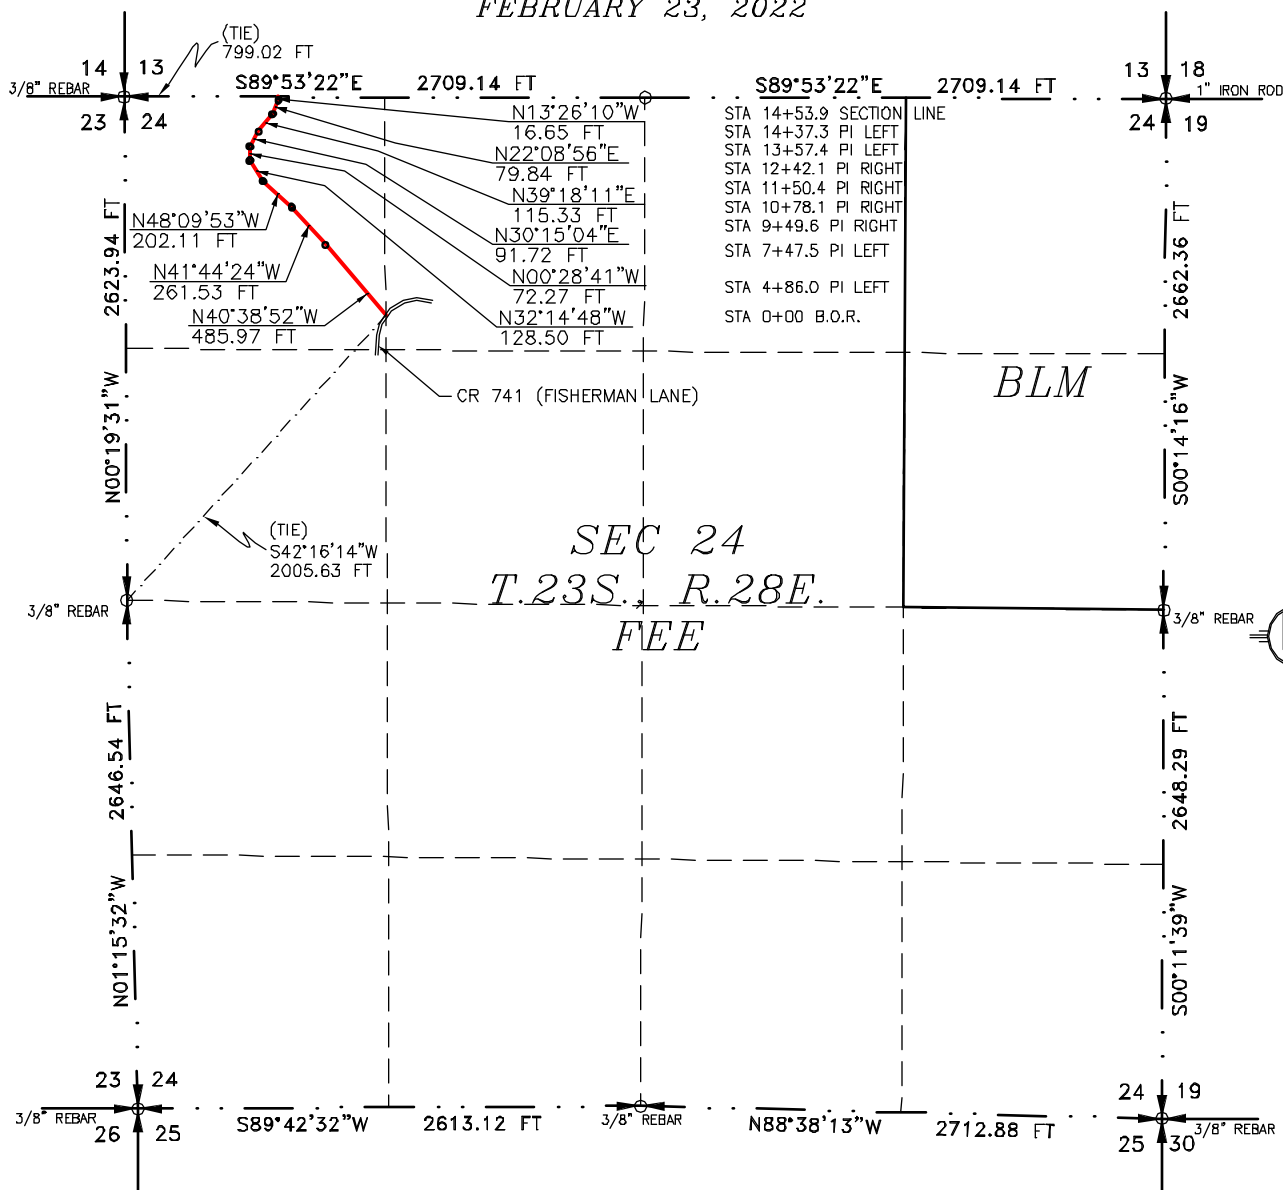 FEBRUARY 23, 2022
(TIE)
799.02 FT
14 13
3/8" REBAR
23 24
S89°53'22"E 2709.14 FT
S89°53'22"E 2709.14 FT
13 18
1" IRON ROD
24 19
N13°26'10"W
16.65 FT
N22°08'56"E
79.84 FT
N39°18'11"E
115.33 FT
N30°15'04"E
91.72 FT
N00°28'41"W
72.27 FT
N32°14'48"W
128.50 FT
STA 14+53.9 SECTION LINE
STA 14+37.3 PI LEFT
STA 13+57.4 PI LEFT
STA 12+42.1 PI RIGHT
STA 11+50.4 PI RIGHT
STA 10+78.1 PI RIGHT
STA 9+49.6 PI RIGHT
STA 7+47.5 PI LEFT
STA 4+86.0 PI LEFT
STA 0+00 B.O.R.
N48°09'53"W
202.11 FT
N41°44'24"W
261.53 FT
N40°38'52"W
485.97 FT
2623.94 FT
N00°19'31"W
2662.36 FT
S00°14'16"W
CR 741 (FISHERMAN LANE)
BLM
(TIE)
S42°16'14"W
2005.63 FT
SEC 24
T.23S., R.28E.
FEE
3/8" REBAR
3/8" REBAR
2646.54 FT
N01°15'32"W
2648.29 FT
S00°11'39"W
23 24
3/8" REBAR
26 25
S89°42'32"W 2613.12 FT
3/8" REBAR
N88°38'13"W 2712.88 FT
24 19
3/8" REBAR
25 30